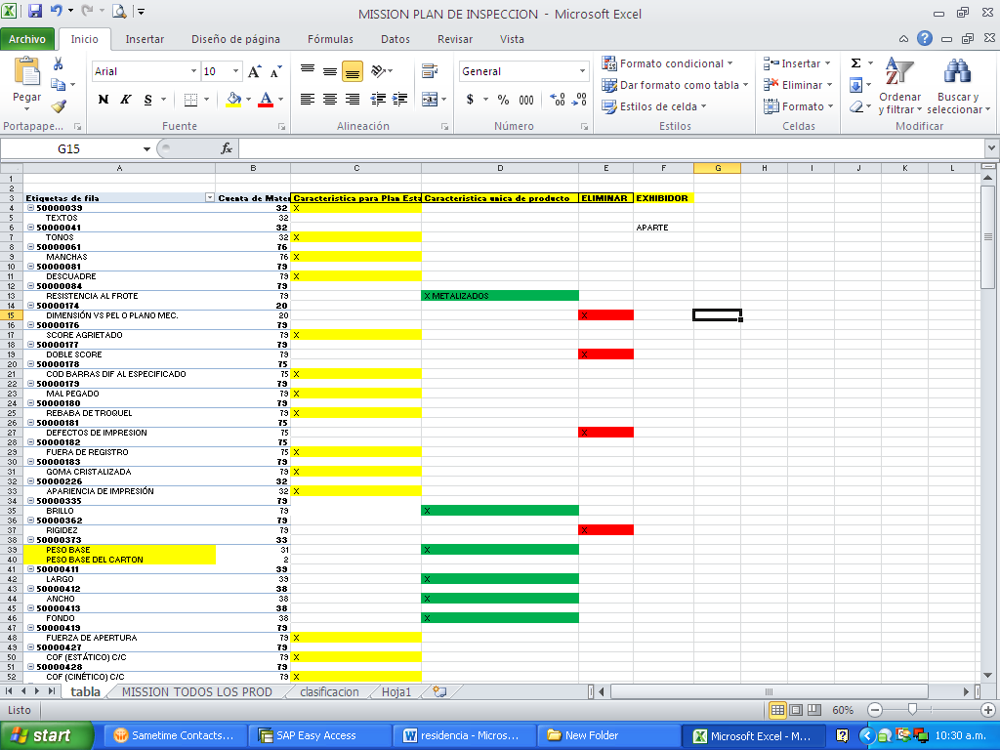 MISSION PLAN DE INSPECCION - Microsoft Excel
Archivo Inicio Insertar Diseño de página Fórmulas Datos Revisar Vista
Pegar
Arial 10
N K S
General
$ % 000
Formato condicional
Dar formato como tabla
Estilos de celda
Insertar
Eliminar
Formato
Ordenar y filtrar
Buscar y seleccionar
Portapape... Fuente Alineación Número Estilos Celdas Modificar
G15 fx
A B C D E F G H I J K L
1
2
3 Etiquetas de fila Cuenta de Mater Caracteristica para Plan Esta Caracteristica unica de producto ELIMINAR EXHIBIDOR
4 50000039 32 X
5 TEXTOS 32
6 50000041 32 APARTE
7 TONOS 32 X
8 50000061 76
9 MANCHAS 76 X
10 50000081 79
11 DESCUADRE 79 X
12 50000084 79
13 RESISTENCIA AL FROTE 79 X METALIZADOS
14 50000174 20
15 DIMENSIÓN VS PEL O PLANO MEC. 20 X
16 50000176 79
17 SCORE AGRIETADO 79 X
18 50000177 79
19 DOBLE SCORE 79 X
20 50000178 75
21 COD BARRAS DIF AL ESPECIFICADO 75 X
22 50000179 79
23 MAL PEGADO 79 X
24 50000180 79
25 REBABA DE TROQUEL 79 X
26 50000181 75
27 DEFECTOS DE IMPRESION 75 X
28 50000182 75
29 FUERA DE REGISTRO 75 X
30 50000183 79
31 GOMA CRISTALIZADA 79 X
32 50000226 32
33 APARIENCIA DE IMPRESIÓN 32 X
34 50000335 79
35 BRILLO 79 X
36 50000362 79
37 RIGIDEZ 79 X
38 50000373 33
39 PESO BASE 31 X
40 PESO BASE DEL CARTON 2
41 50000411 39
42 LARGO 39 X
43 50000412 38
44 ANCHO 38 X
45 50000413 38
46 FONDO 38 X
47 50000419 79
48 FUERZA DE APERTURA 79 X
49 50000427 79
50 COF (ESTÁTICO) C/C 79 X
51 50000428 79
52 COF (CINÉTICO) C/C 79 X
tabla MISSION TODOS LOS PROD clasificacion Hoja1
Listo 60%
start Sametime Contacts... SAP Easy Access residencia - Micros... New Folder Microsoft Excel - M... 10:30 a.m.